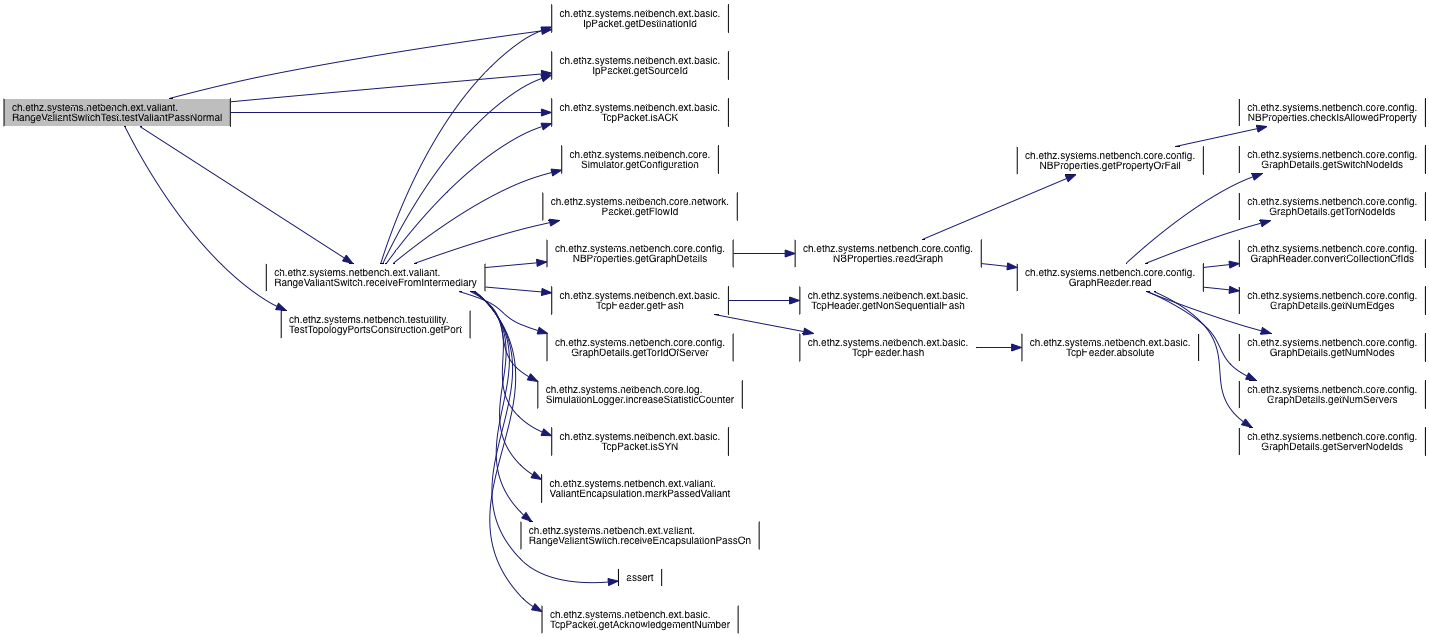 ch.ethz.systems.netbench.ext.valiant.
RangeValiantSwitchTest.testValiantPassNormal
ch.ethz.systems.netbench.ext.valiant.
RangeValiantSwitch.receiveFromIntermediary
ch.ethz.systems.netbench.testutility.
TestTopologyPortsConstruction.getPort
ch.ethz.systems.netbench.ext.basic.
IpPacket.getDestinationId
ch.ethz.systems.netbench.ext.basic.
IpPacket.getSourceId
ch.ethz.systems.netbench.ext.basic.
TcpPacket.isACK
ch.ethz.systems.netbench.core.
Simulator.getConfiguration
ch.ethz.systems.netbench.core.network.
Packet.getFlowId
ch.ethz.systems.netbench.core.config.
NBProperties.getGraphDetails
ch.ethz.systems.netbench.ext.basic.
TcpHeader.getHash
ch.ethz.systems.netbench.core.config.
GraphDetails.getTorIdOfServer
ch.ethz.systems.netbench.core.log.
SimulationLogger.increaseStatisticCounter
ch.ethz.systems.netbench.ext.basic.
TcpPacket.isSYN
ch.ethz.systems.netbench.ext.valiant.
ValiantEncapsulation.markPassedValiant
ch.ethz.systems.netbench.ext.valiant.
RangeValiantSwitch.receiveEncapsulationPassOn
assert
ch.ethz.systems.netbench.ext.basic.
TcpPacket.getAcknowledgementNumber
ch.ethz.systems.netbench.core.config.
NBProperties.readGraph
ch.ethz.systems.netbench.ext.basic.
TcpHeader.getNonSequentialHash
ch.ethz.systems.netbench.ext.basic.
TcpHeader.hash
ch.ethz.systems.netbench.core.config.
NBProperties.getPropertyOrFail
ch.ethz.systems.netbench.core.config.
GraphReader.read
ch.ethz.systems.netbench.ext.basic.
TcpHeader.absolute
ch.ethz.systems.netbench.core.config.
NBProperties.checkIsAllowedProperty
ch.ethz.systems.netbench.core.config.
GraphDetails.getSwitchNodeIds
ch.ethz.systems.netbench.core.config.
GraphDetails.getTorNodeIds
ch.ethz.systems.netbench.core.config.
GraphReader.convertCollectionOfIds
ch.ethz.systems.netbench.core.config.
GraphDetails.getNumEdges
ch.ethz.systems.netbench.core.config.
GraphDetails.getNumNodes
ch.ethz.systems.netbench.core.config.
GraphDetails.getNumServers
ch.ethz.systems.netbench.core.config.
GraphDetails.getServerNodeIds